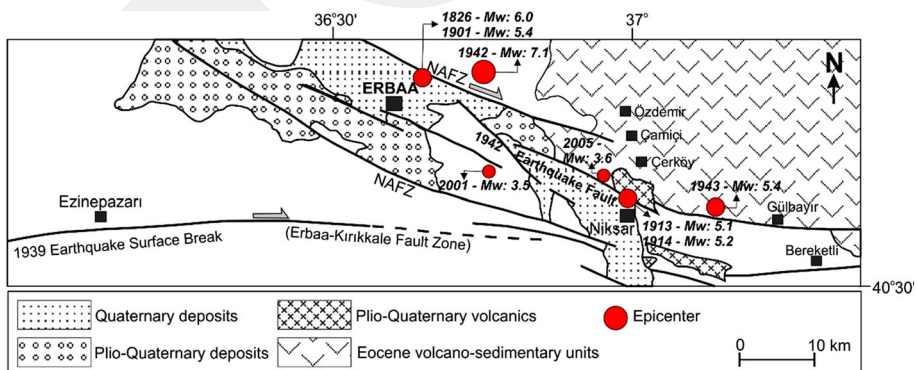 36°30'
37°
1826 - Mw: 6.0
1901 - Mw: 5.4
1942 - Mw: 7.1
NAFZ
N
ERBAA
Özdemir
Çamiçi
Çerköy
1942
Earthquake Fault
2005 -
Mw: 3.6
2001 - Mw: 3.5
NAFZ
1943 - Mw: 5.4
Ezinepazarı
Gülbayır
Niksar
1913 - Mw: 5.1
1914 - Mw: 5.2
1939 Earthquake Surface Break
(Erbaa-Kırıkkale Fault Zone)
Bereketli
40°30'
Quaternary deposits
Plio-Quaternary volcanics
Epicenter
Plio-Quaternary deposits
Eocene volcano-sedimentary units
0
10 km